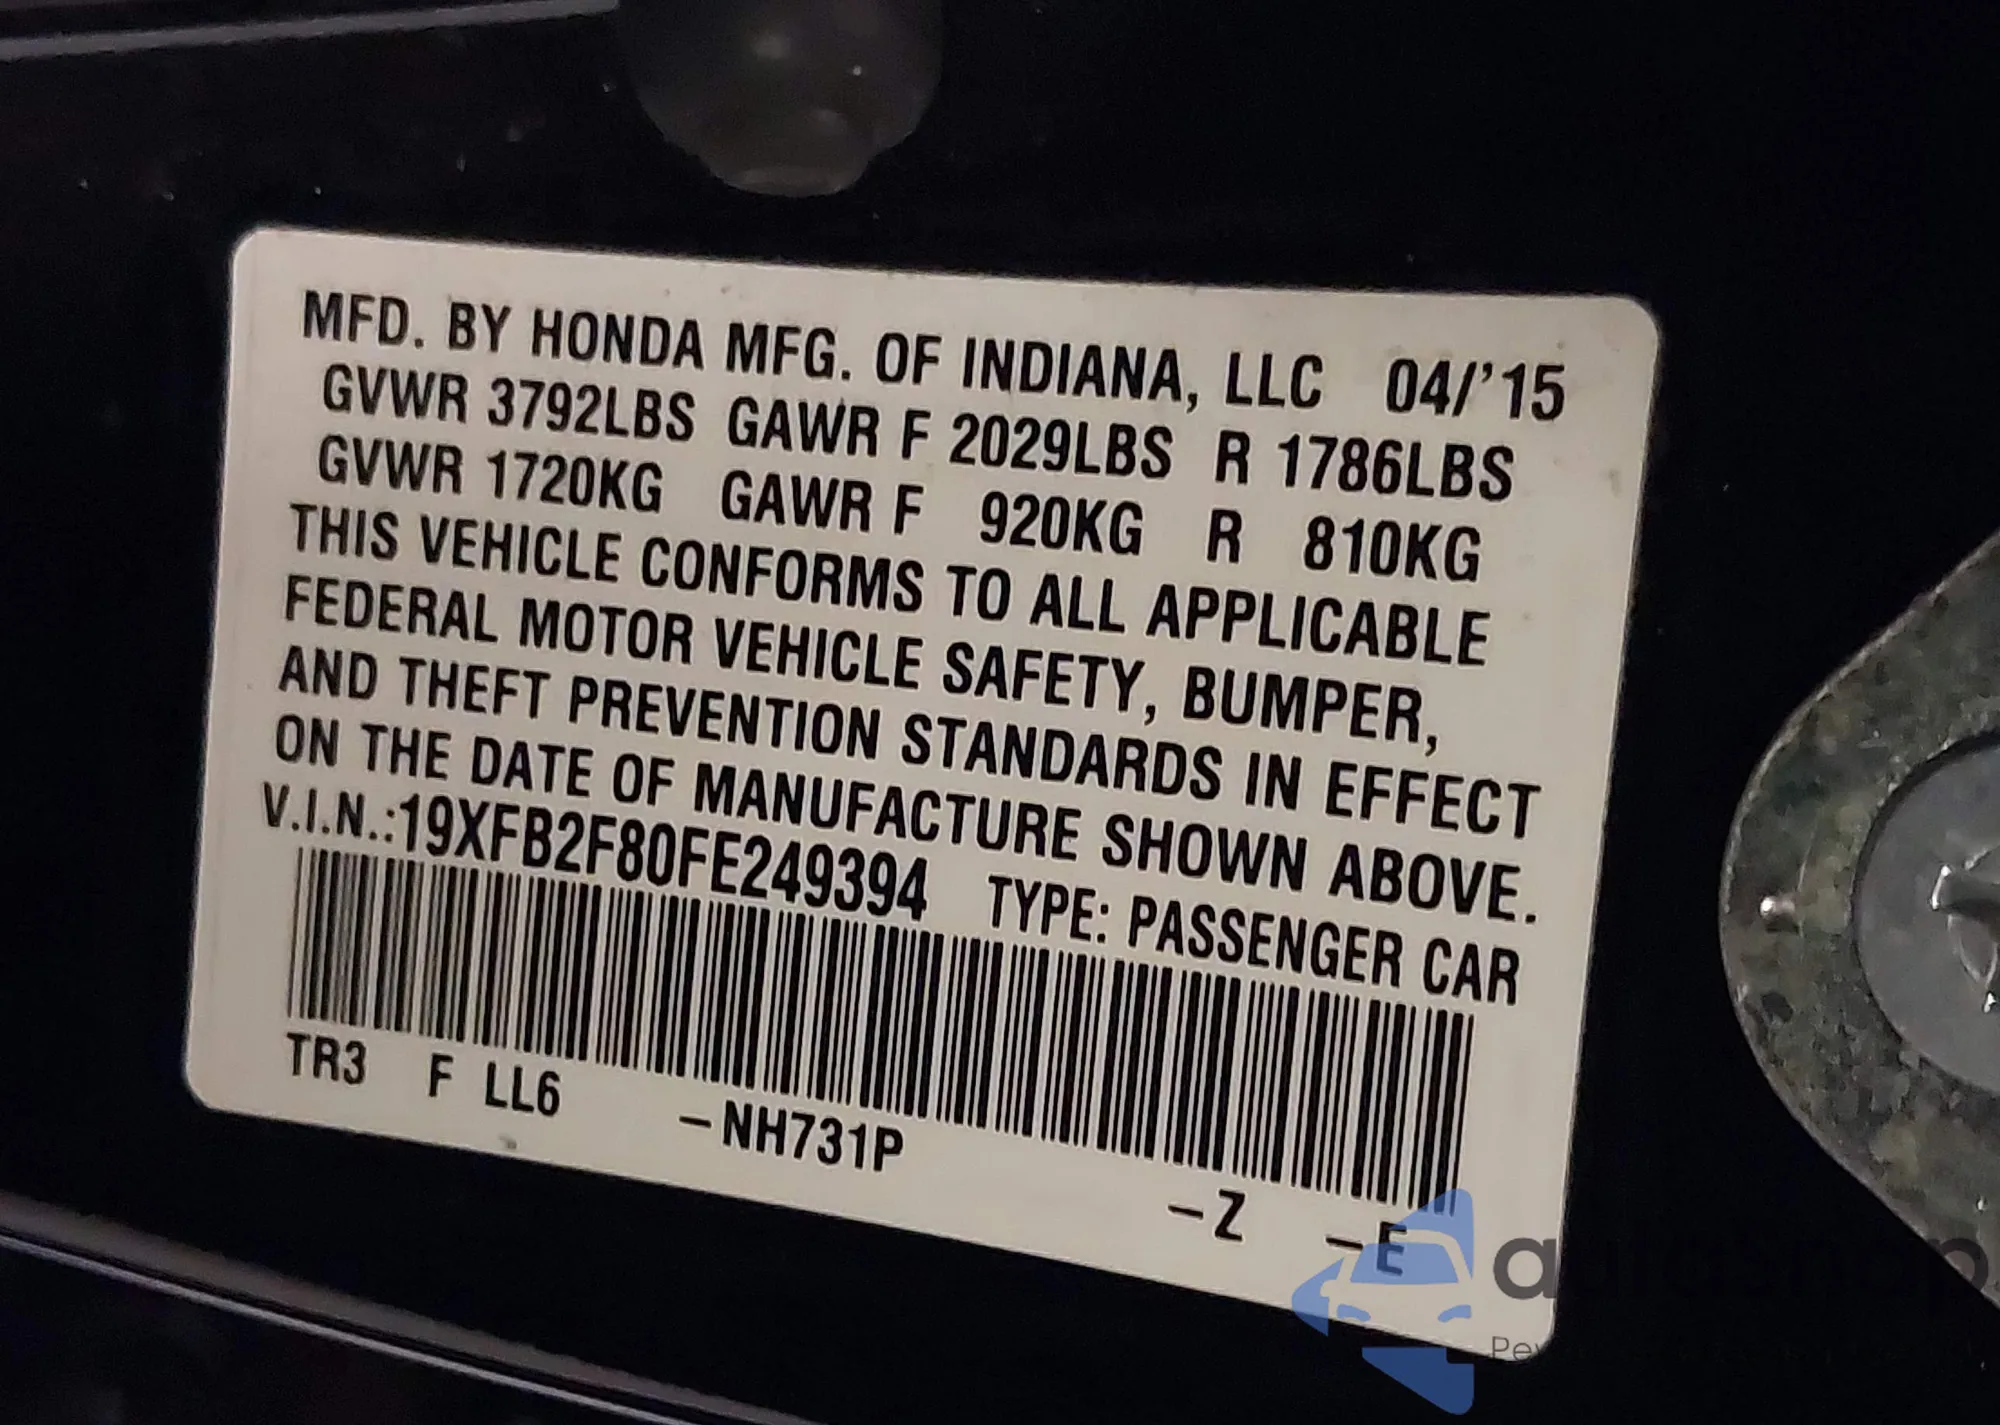 MFD. BY HONDA MFG. OF INDIANA, LLC 04/'15
GVWR 3792LBS GAWR F 2029LBS R 1786LBS
GVWR 1720KG GAWR F 920KG R 810KG
THIS VEHICLE CONFORMS TO ALL APPLICABLE
FEDERAL MOTOR VEHICLE SAFETY, BUMPER,
AND THEFT PREVENTION STANDARDS IN EFFECT
ON THE DATE OF MANUFACTURE SHOWN ABOVE.
V.I.N.:19XFB2F80FE249394 TYPE: PASSENGER CAR
TR3 F LL6 -NH731P -Z -E